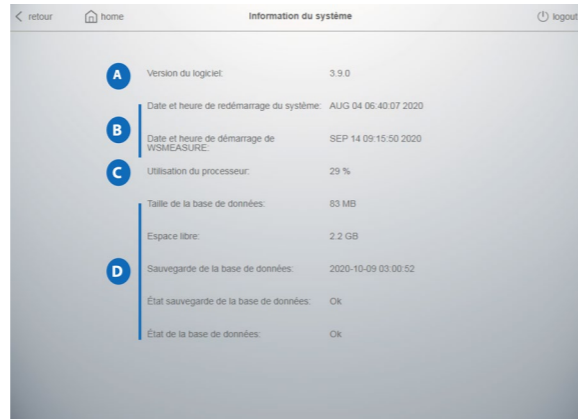 retour
home
Information du système
logout
A
Version du logiciel: 3.9.0
Date et heure de redémarrage du système: AUG 04 06:40:07 2020
B
Date et heure de démarrage de
WSMEASURE: SEP 14 09:15:50 2020
C
Utilisation du processeur: 29 %
Taille de la base de données: 83 MB
Espace libre: 2.2 GB
D
Sauvegarde de la base de données: 2020-10-09 03:00:52
État sauvegarde de la base de données: Ok
État de la base de données: Ok